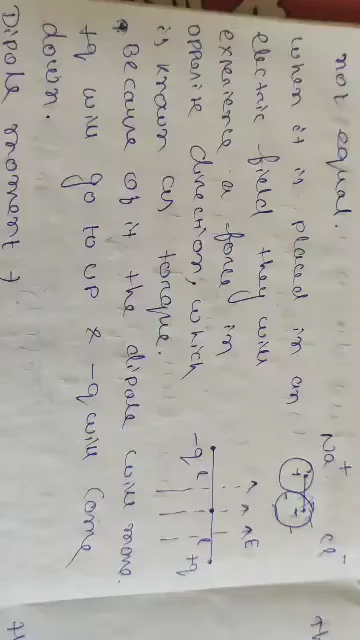 not equal.
when it is placed in an
electric field they will
experience a force in
opposite direction, which
is known as torque.
* Because of it the dipole will move.
+q will go to up & -q will come
down.
Dipole moment →
Na+ Cl-
+ -
E
-q l l +q